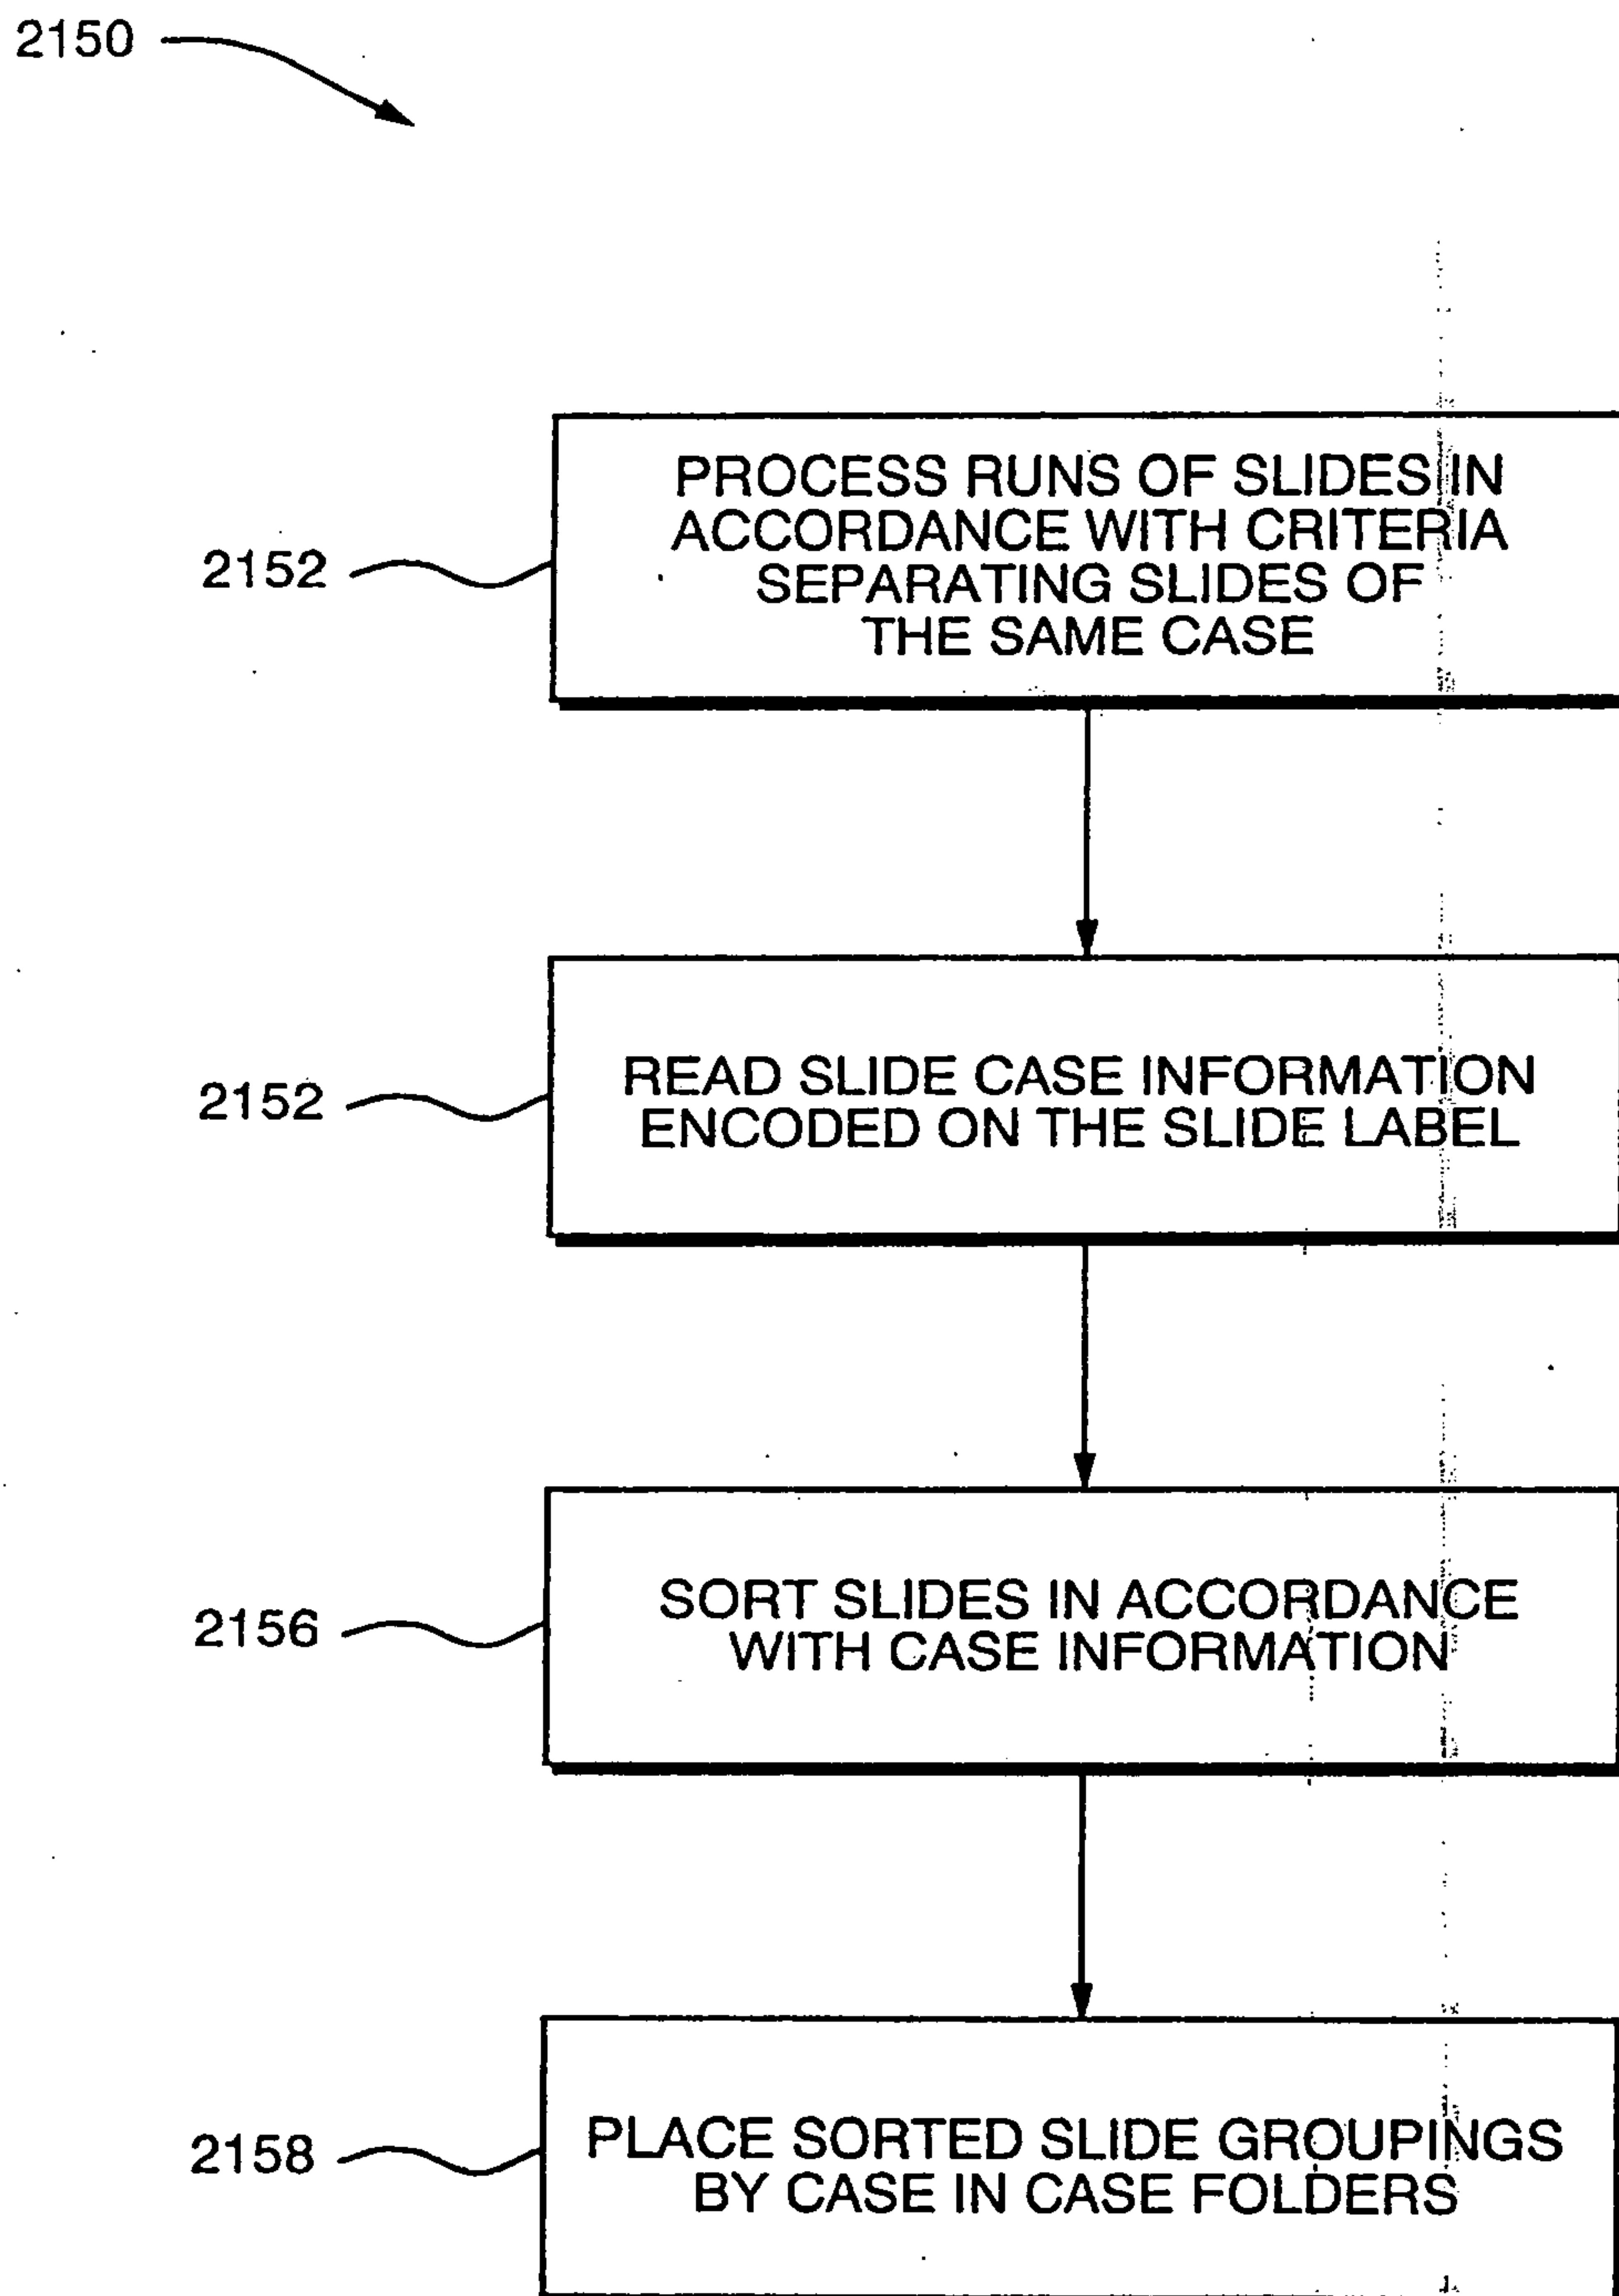 2150
PROCESS RUNS OF SLIDES IN
ACCORDANCE WITH CRITERIA
SEPARATING SLIDES OF
THE SAME CASE
2152
READ SLIDE CASE INFORMATION
ENCODED ON THE SLIDE LABEL
2152
SORT SLIDES IN ACCORDANCE
WITH CASE INFORMATION
2156
PLACE SORTED SLIDE GROUPINGS
BY CASE IN CASE FOLDERS
2158